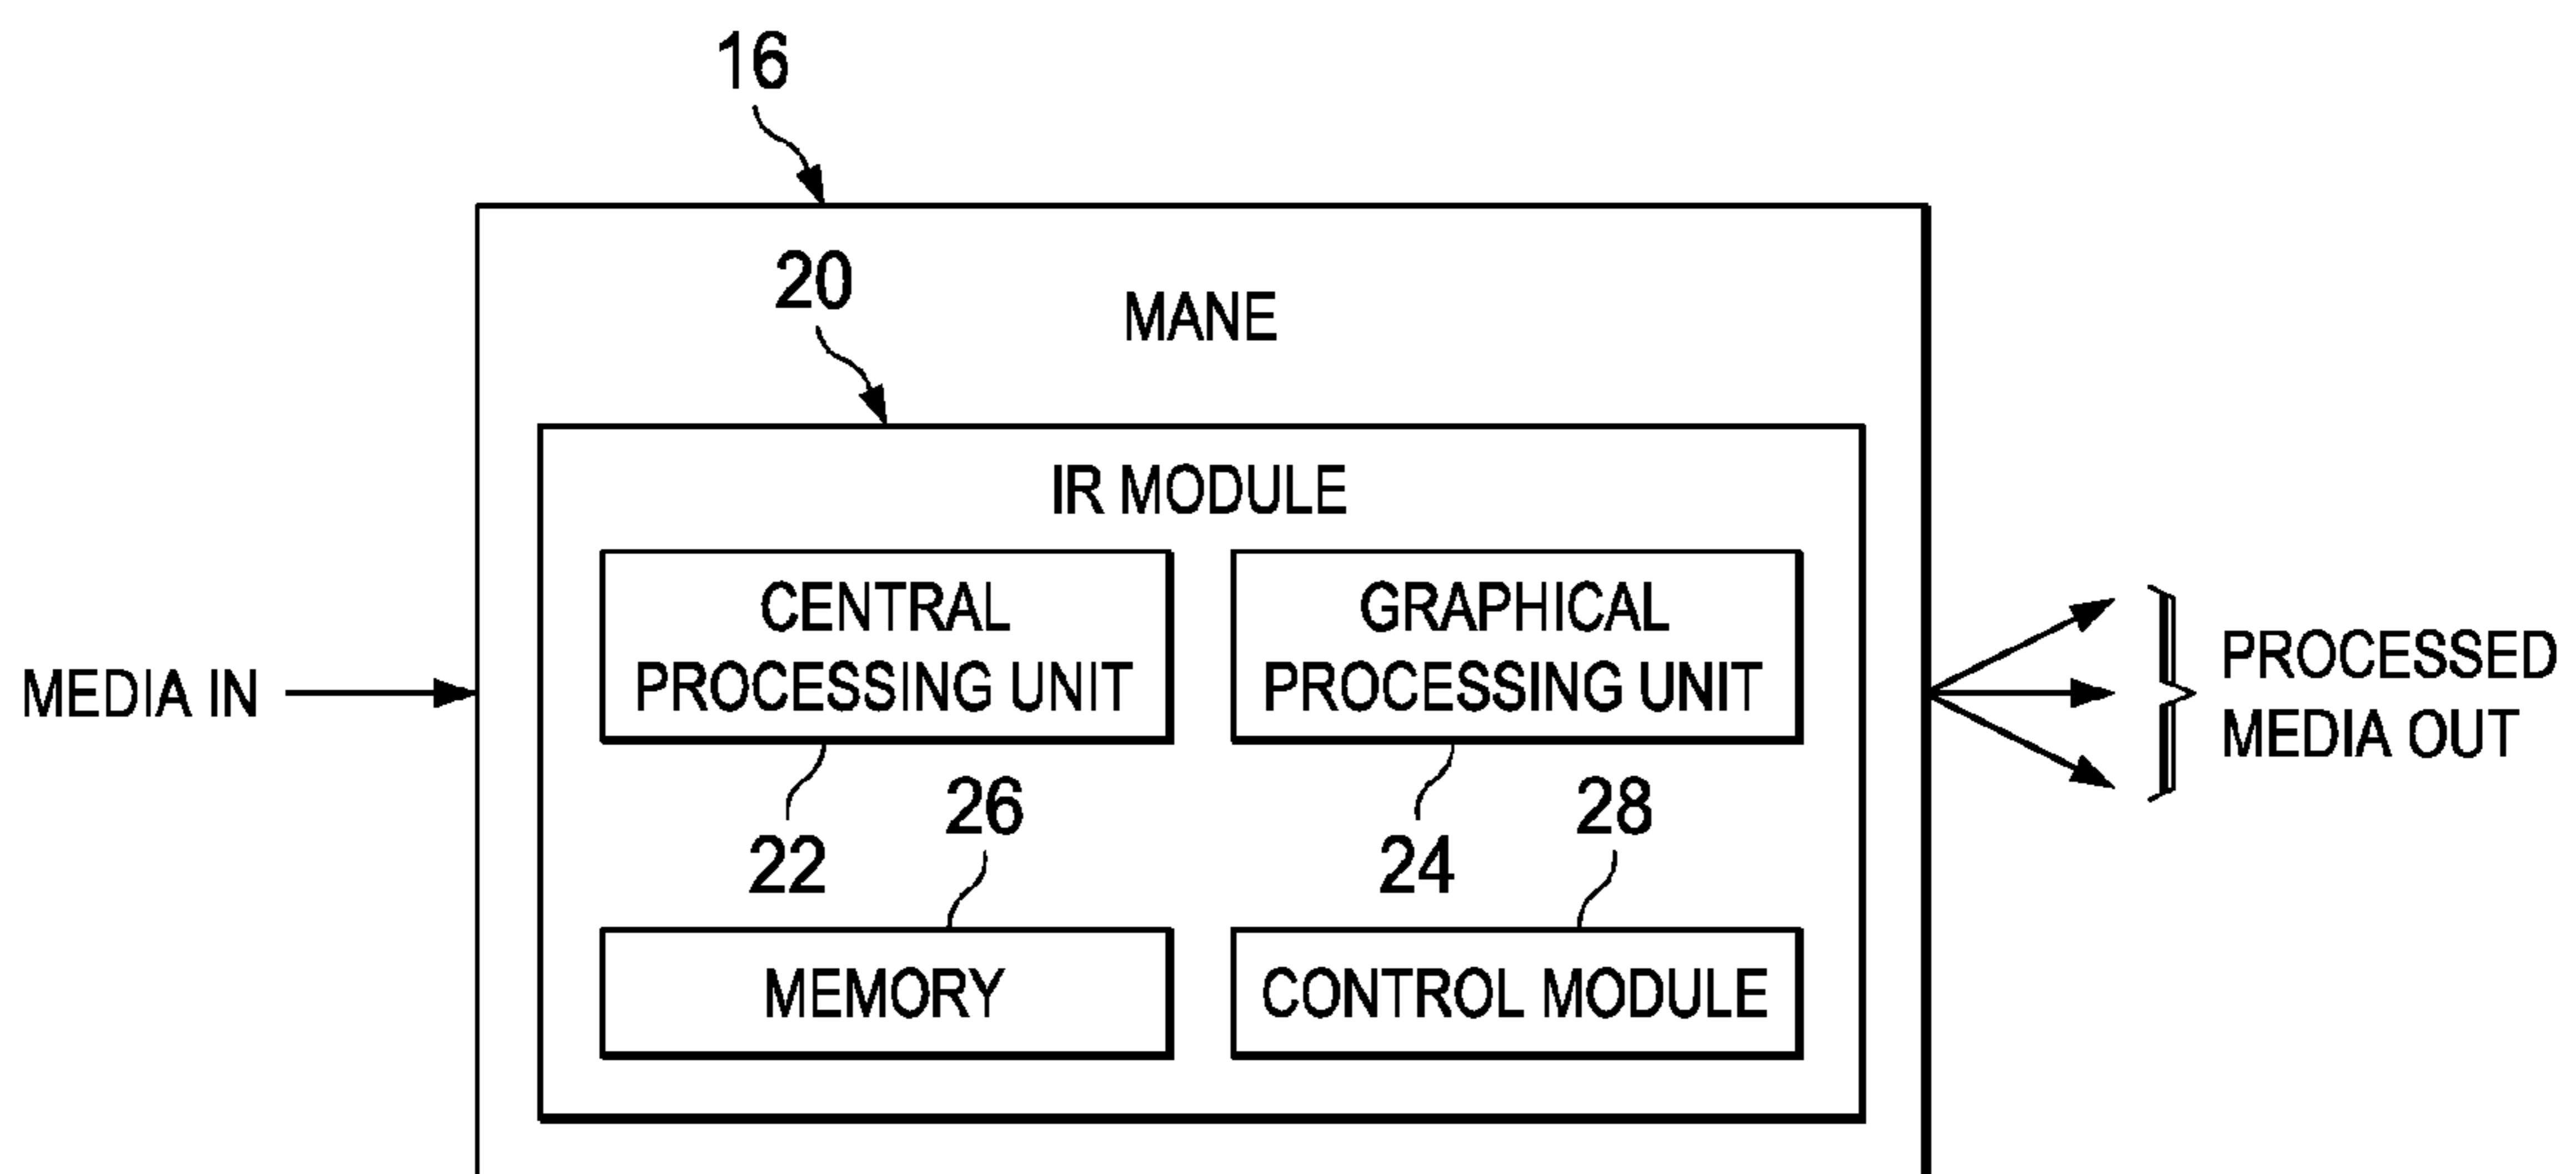 16
20
MANE
IR MODULE
CENTRAL
PROCESSING UNIT
GRAPHICAL
PROCESSING UNIT
22
26
24
28
MEMORY
CONTROL MODULE
MEDIA IN
PROCESSED
MEDIA OUT